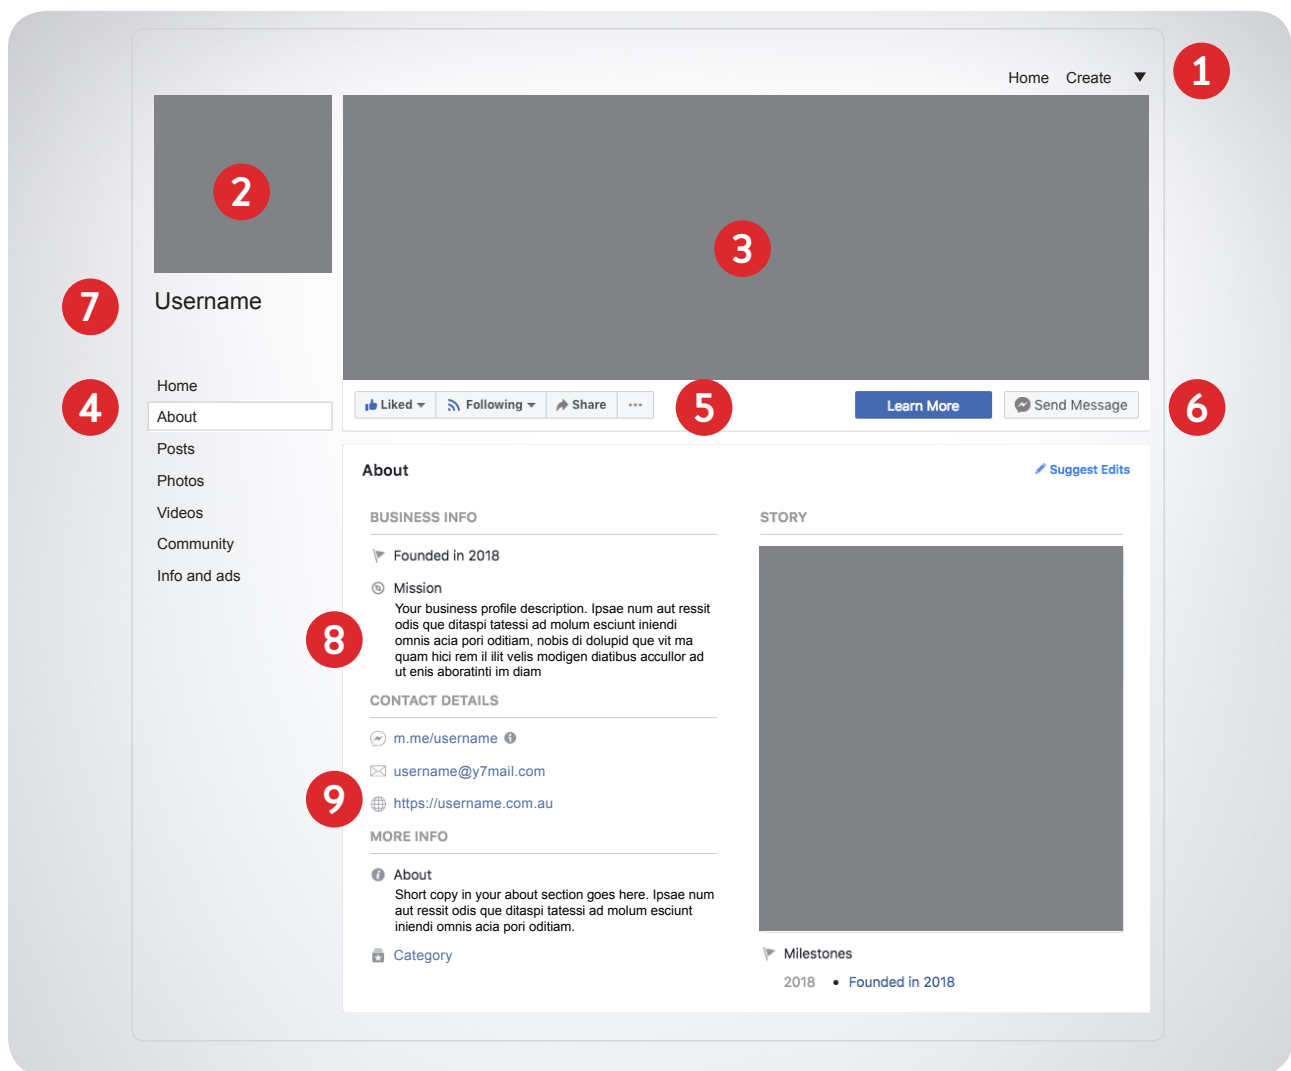 Home Create ▼ 1
2
3
7 Username
4
Home
About
Posts
Photos
Videos
Community
Info and ads
Liked Following Share ··· 5 Learn More Send Message 6
About Suggest Edits
BUSINESS INFO
Founded in 2018
Mission
Your business profile description. Ipsae num aut ressit
odis que ditaspi tatessi ad molum esciunt iniendi
omnis acia pori oditiam, nobis di dolupid que vit ma
quam hici rem il ilit velis modigen diatibus accullor ad
ut enis aboratinti im diam
8
CONTACT DETAILS
m.me/username
username@y7mail.com
9 https://username.com.au
MORE INFO
About
Short copy in your about section goes here. Ipsae num
aut ressit odis que ditaspi tatessi ad molum esciunt
iniendi omnis acia pori oditiam.
Category
STORY
Milestones
2018 • Founded in 2018